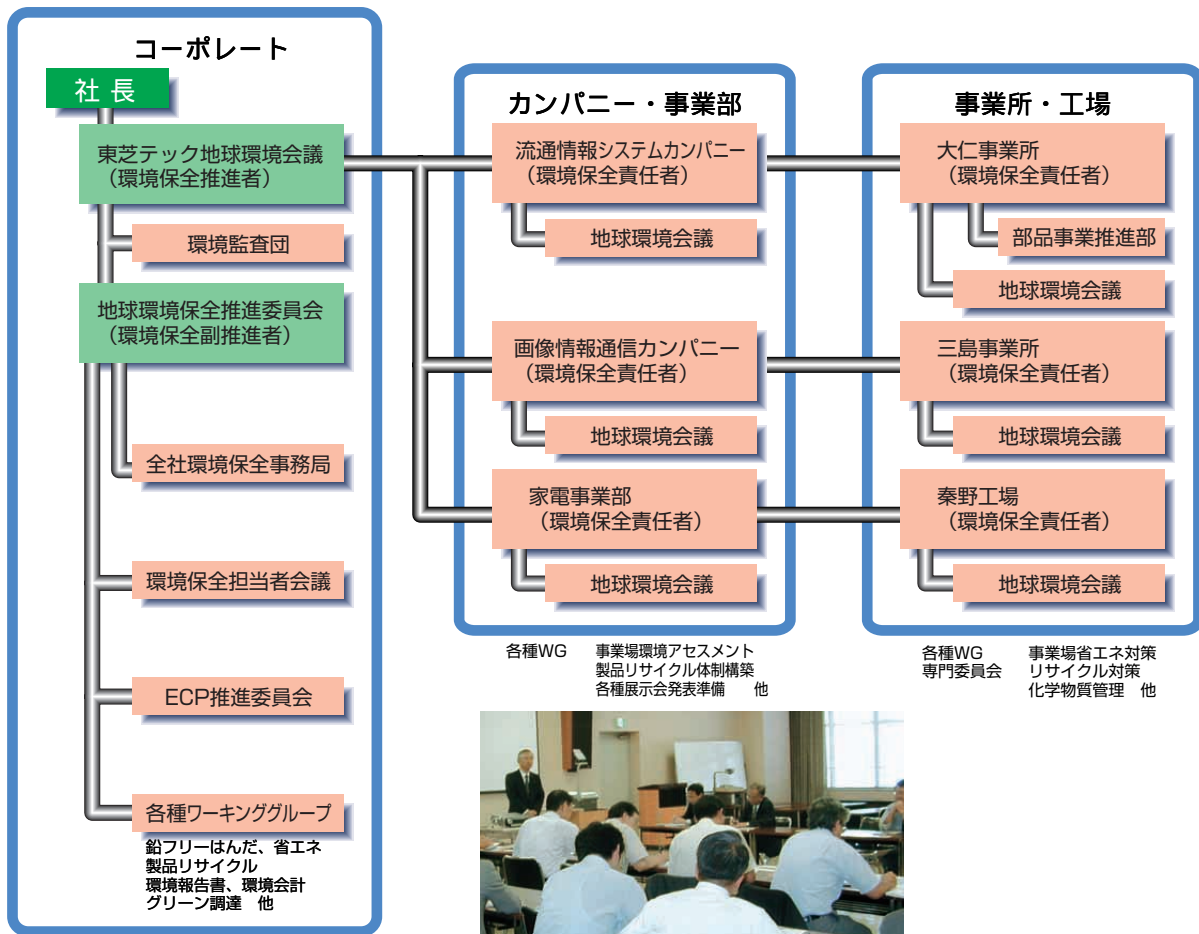 コーポレート
社 長
東芝テック地球環境会議
（環境保全推進者）
環境監査団
地球環境保全推進委員会
（環境保全副推進者）
全社環境保全事務局
環境保全担当者会議
ECP推進委員会
各種ワーキンググループ
鉛フリーはんだ、省エネ
製品リサイクル
環境報告書、環境会計
グリーン調達　他
カンパニー・事業部
流通情報システムカンパニー
（環境保全責任者）
地球環境会議
画像情報通信カンパニー
（環境保全責任者）
地球環境会議
家電事業部
（環境保全責任者）
地球環境会議
各種WG　事業場環境アセスメント
製品リサイクル体制構築
各種展示会発表準備　他
事業所・工場
大仁事業所
（環境保全責任者）
部品事業推進部
地球環境会議
三島事業所
（環境保全責任者）
地球環境会議
秦野工場
（環境保全責任者）
地球環境会議
各種WG　事業場省エネ対策
専門委員会　リサイクル対策
化学物質管理　他